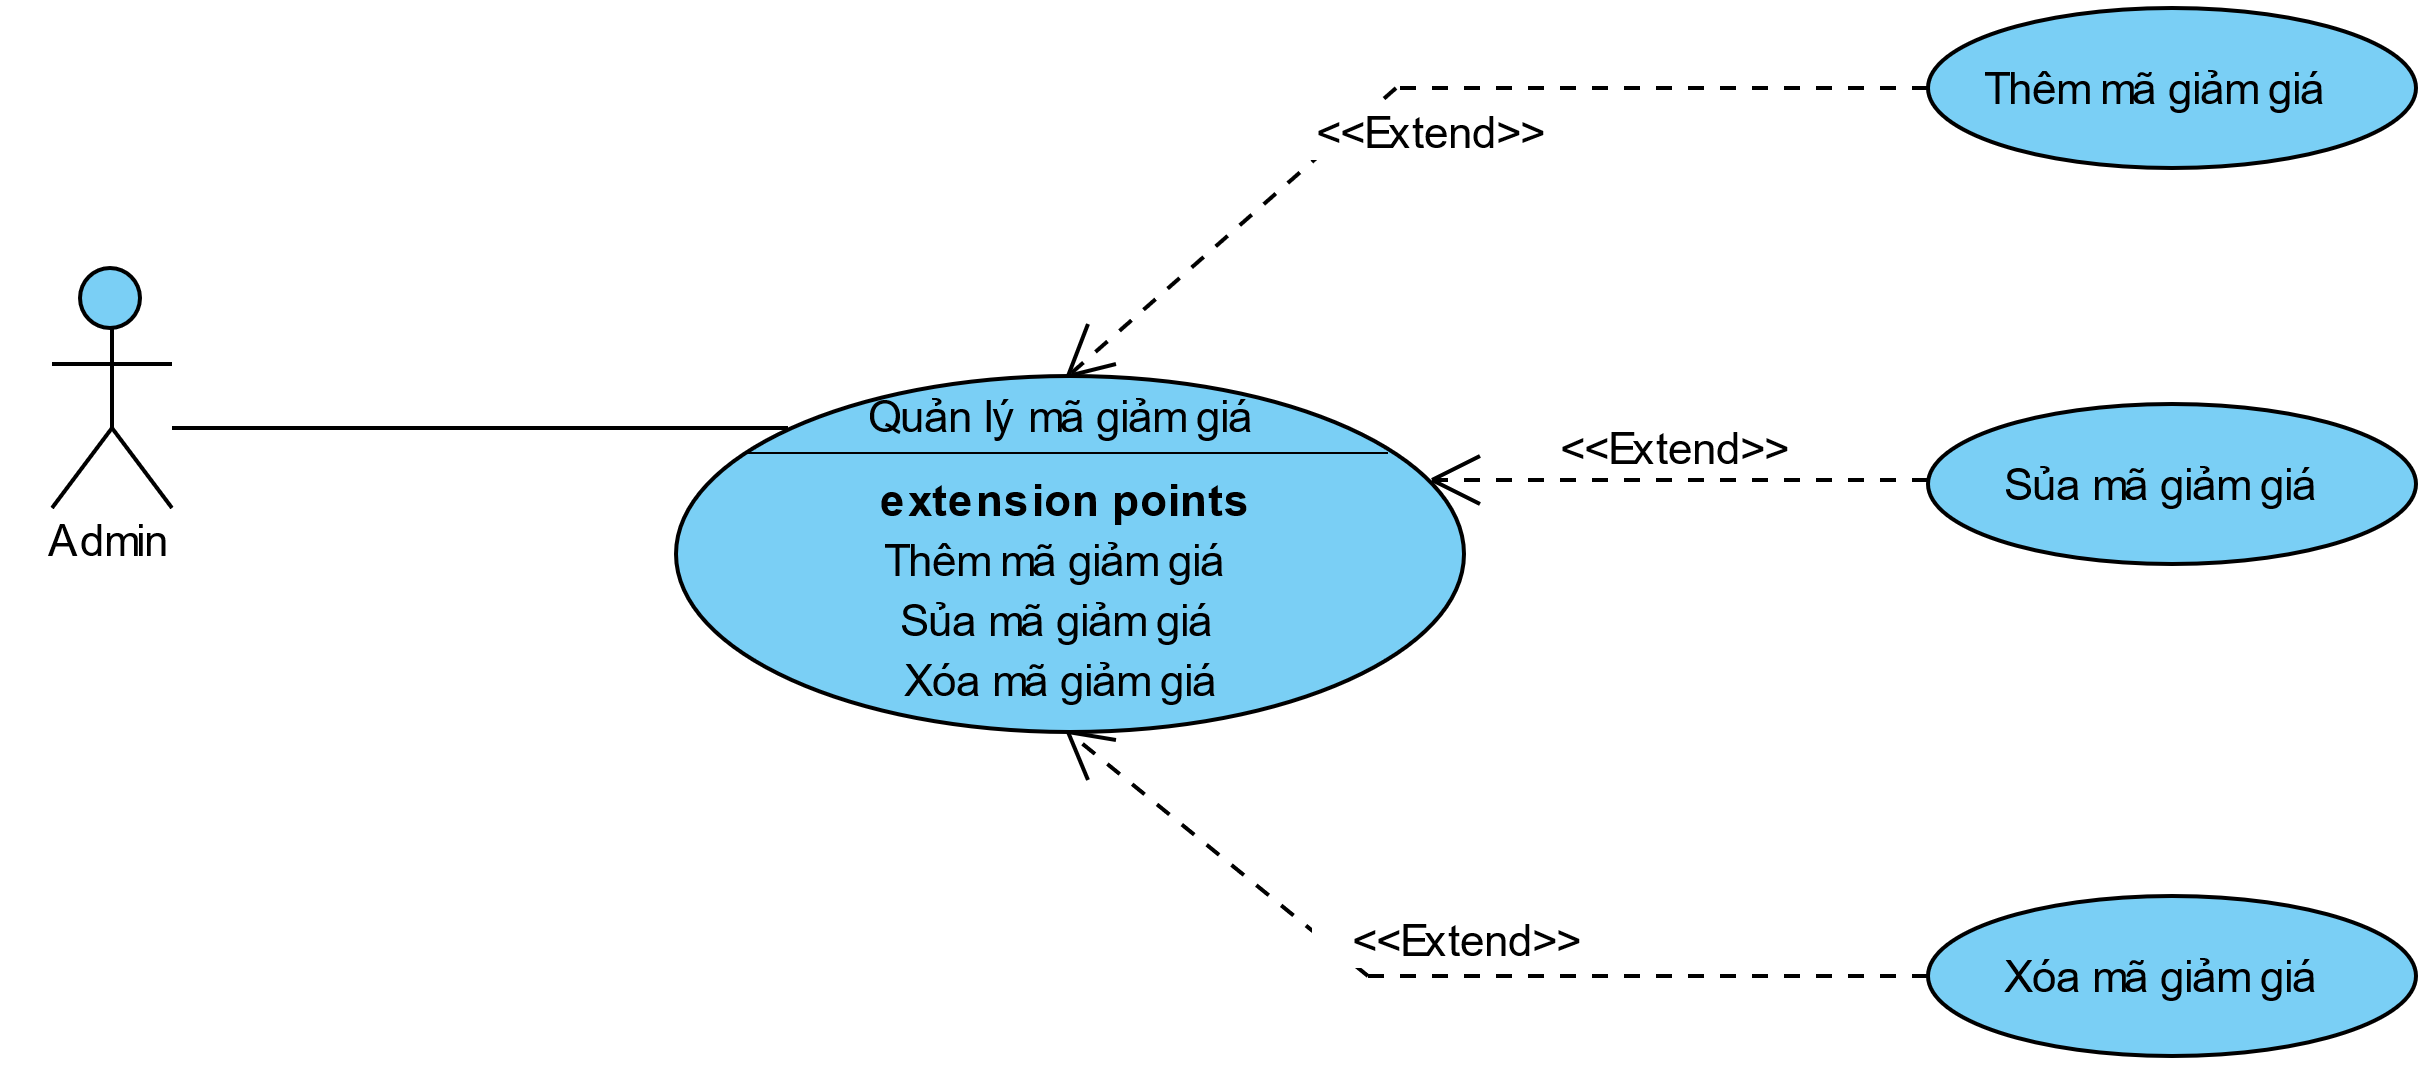 Thêm mã giảm giá
<<Extend>>
Quản lý mã giảm giá
<<Extend>>
Sủa mã giảm giá
extension points
Admin
Thêm mã giảm giá
Sủa mã giảm giá
Xóa mã giảm giá
<<Extend>>
Xóa mã giảm giá